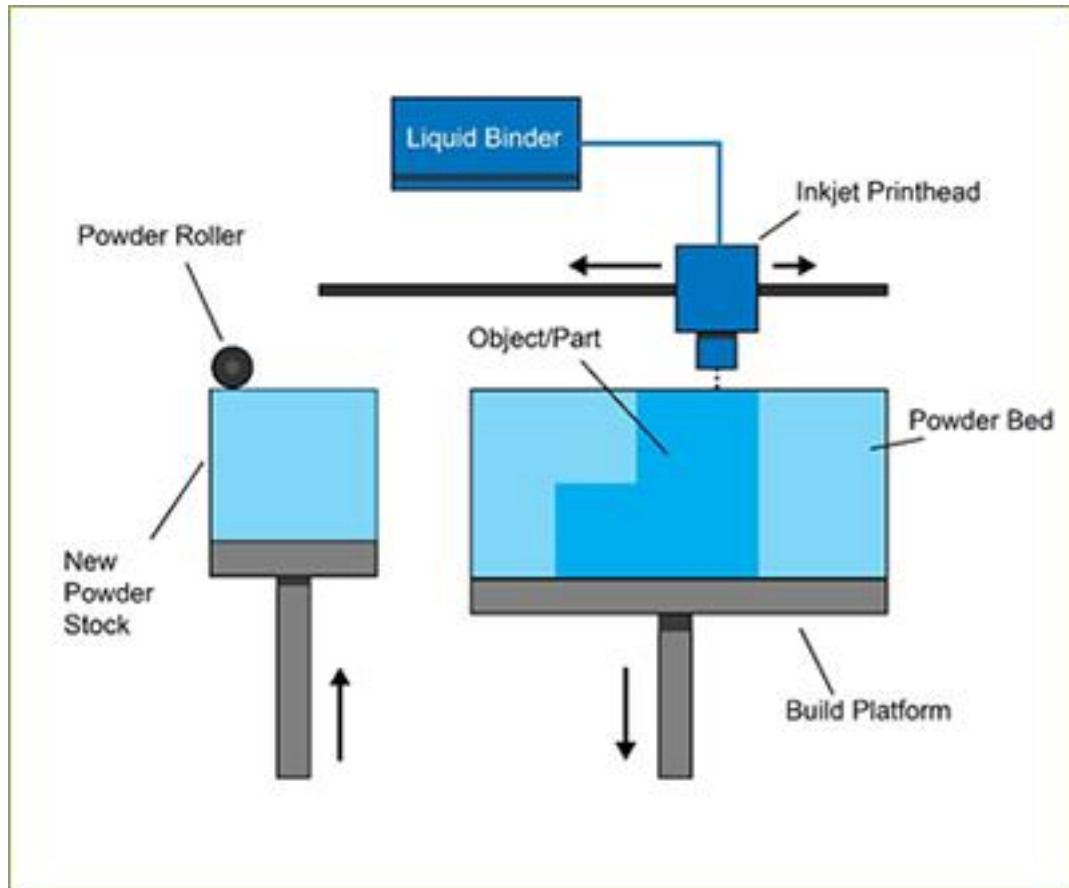 Liquid Binder
Inkjet Printhead
Powder Roller
Object/Part
Powder Bed
New
Powder
Stock
Build Platform